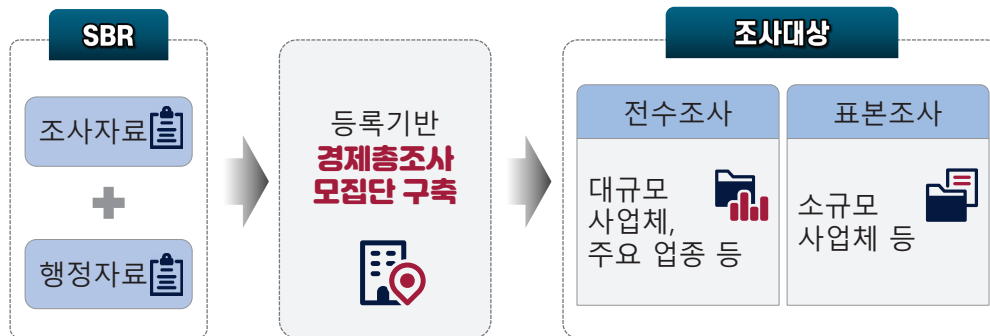 SBR
조사자료
행정자료
등록기반
경제총조사
모집단 구축
조사대상
전수조사
대규모
사업체,
주요 업종 등
표본조사
소규모
사업체 등